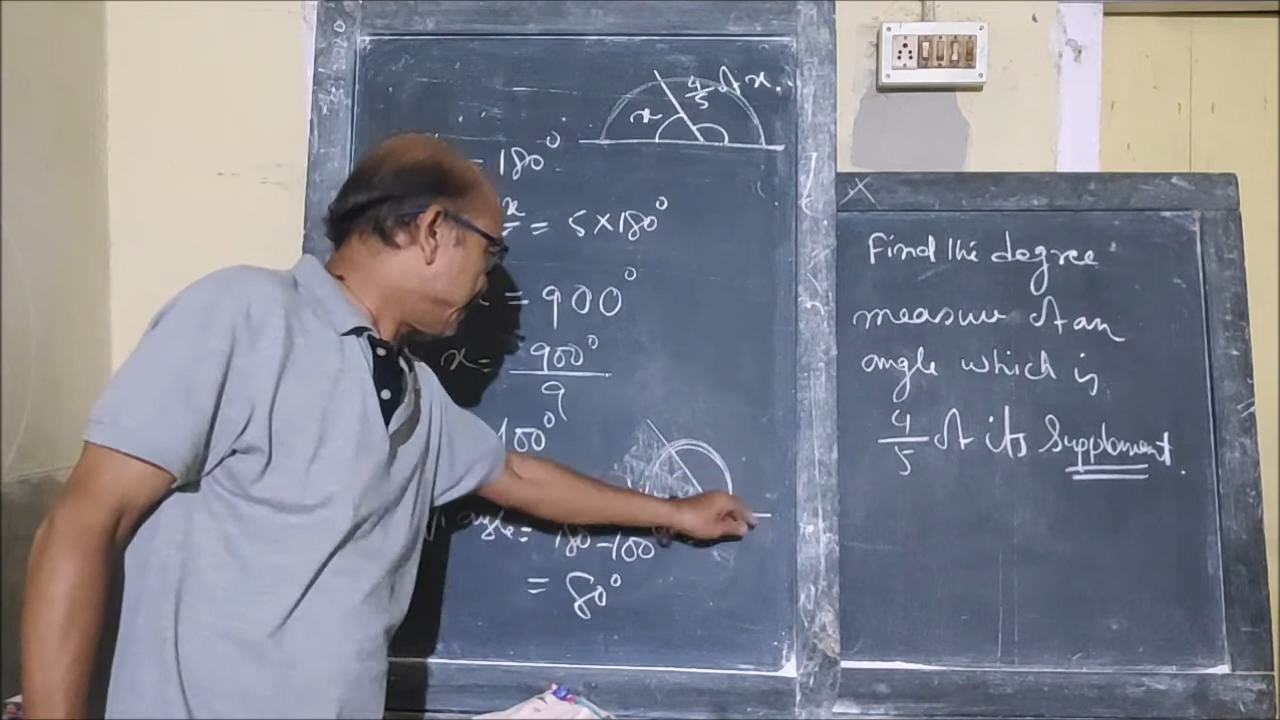 4/5 of x.
x
= 180°
x = 5×180°
= 900°
x = 900°/9
100°
angle = 180 - 100°
= 80°
Find the degree
measure of an
angle which is
4/5 of its Supplement.